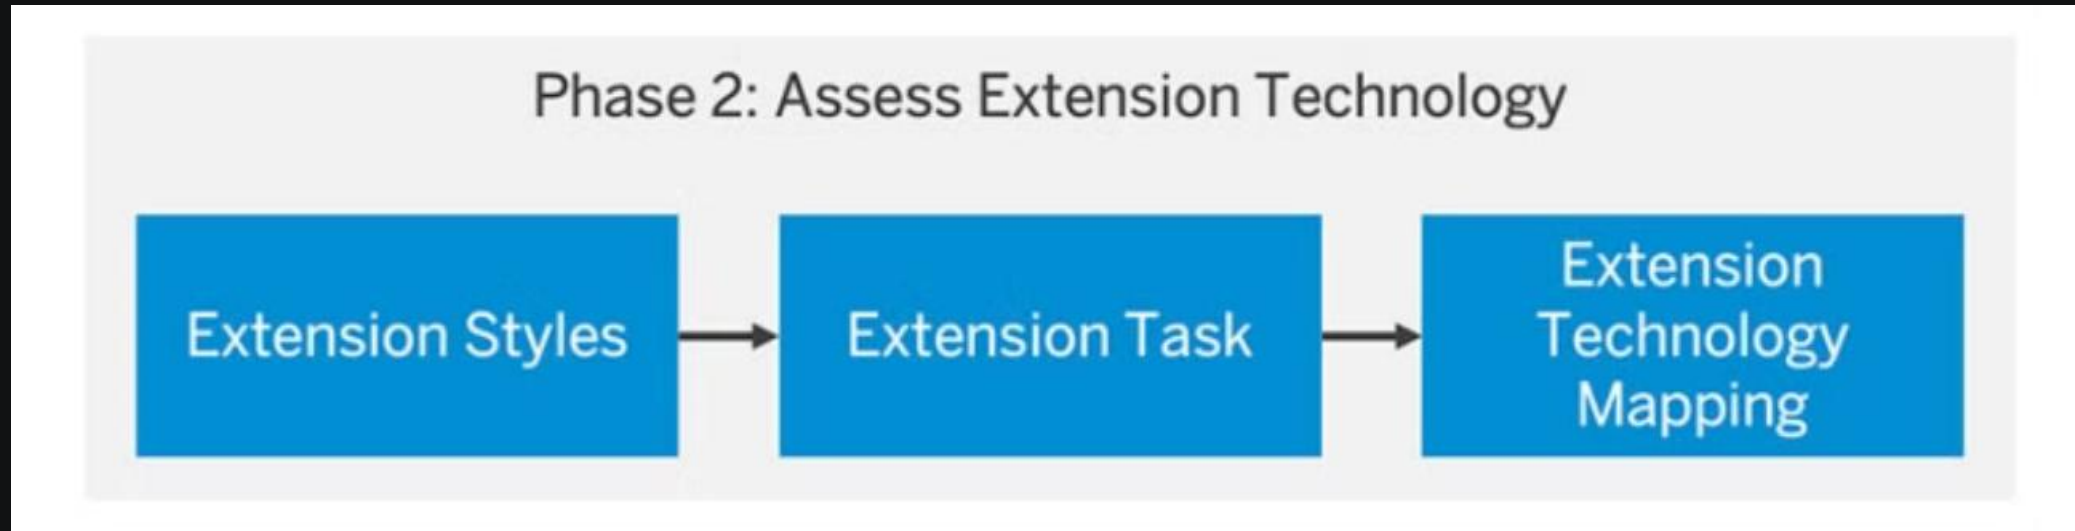 Phase 2: Assess Extension Technology
Extension Styles
Extension Task
Extension
Technology
Mapping